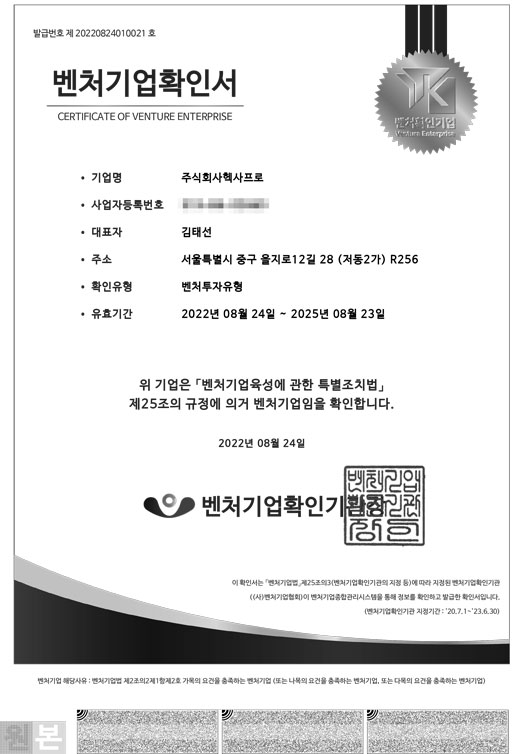 발급번호 제 20220824010021 호
벤처기업확인서
CERTIFICATE OF VENTURE ENTERPRISE
벤처확인기업
Venture Enterprise
• 기업명 주식회사헥사프로
• 사업자등록번호
• 대표자 김태선
• 주소 서울특별시 중구 을지로12길 28 (저동2가) R256
• 확인유형 벤처투자유형
• 유효기간 2022년 08월 24일 ~ 2025년 08월 23일
위 기업은 「벤처기업육성에 관한 특별조치법」
제25조의 규정에 의거 벤처기업임을 확인합니다.
2022년 08월 24일
벤처기업확인기관장
이 확인서는 「벤처기업법」제25조의3(벤처기업확인기관의 지정 등)에 따라 지정된 벤처기업확인기관
((사)벤처기업협회)이 벤처기업종합관리시스템을 통해 정보를 확인하고 발급한 확인서입니다.
(벤처기업확인기관 지정기간 : '20.7.1~'23.6.30)
벤처기업 해당사유 : 벤처기업법 제2조의2제1항제2호 가목의 요건을 충족하는 벤처기업 (또는 나목의 요건을 충족하는 벤처기업, 또는 다목의 요건을 충족하는 벤처기업)
원본